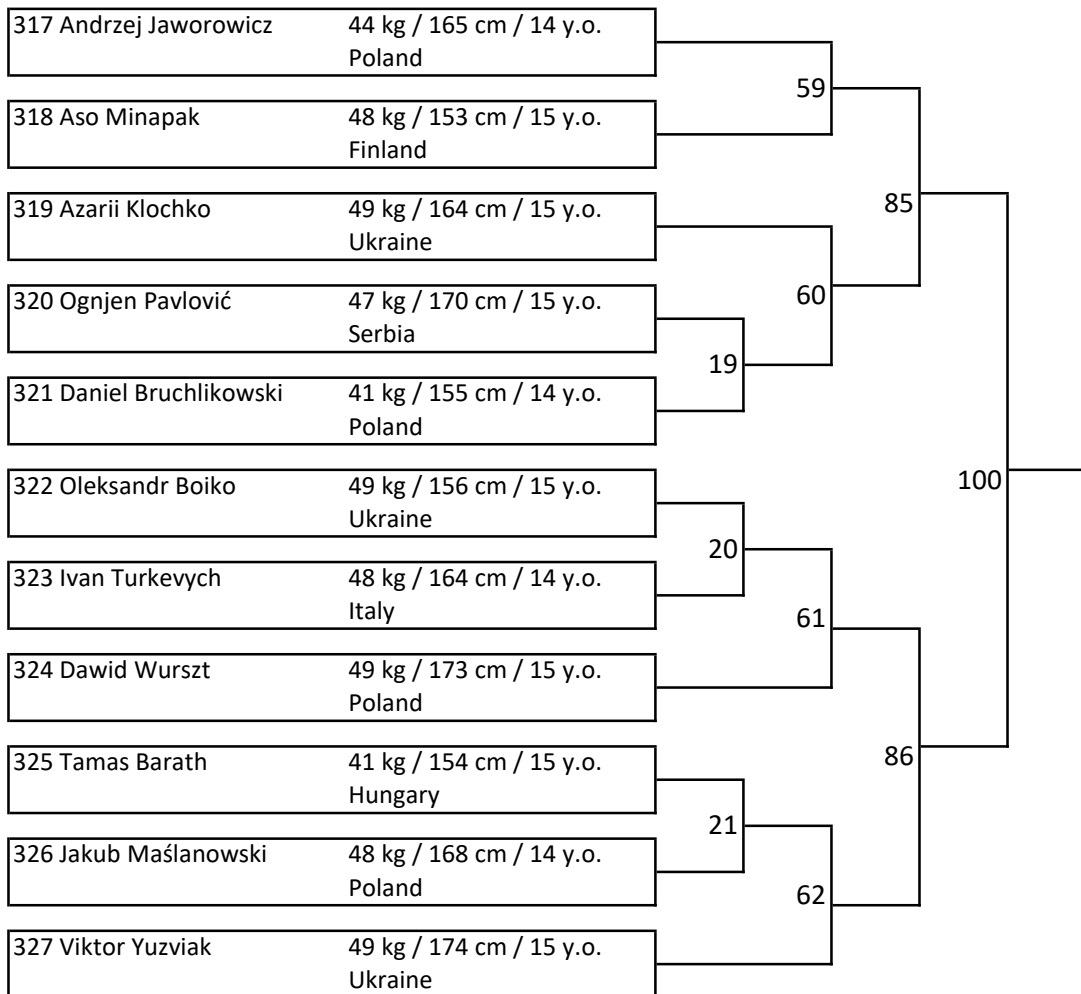 317 Andrzej Jaworowicz 44 kg / 165 cm / 14 y.o.
Poland
59
318 Aso Minapak 48 kg / 153 cm / 15 y.o.
Finland
85
319 Azarii Klochko 49 kg / 164 cm / 15 y.o.
Ukraine
60
320 Ognjen Pavlović 47 kg / 170 cm / 15 y.o.
Serbia
19
321 Daniel Bruchlikowski 41 kg / 155 cm / 14 y.o.
Poland
100
322 Oleksandr Boiko 49 kg / 156 cm / 15 y.o.
Ukraine
20
323 Ivan Turkevych 48 kg / 164 cm / 14 y.o.
Italy
61
324 Dawid Wurszt 49 kg / 173 cm / 15 y.o.
Poland
86
325 Tamas Barath 41 kg / 154 cm / 15 y.o.
Hungary
21
326 Jakub Maślanowski 48 kg / 168 cm / 14 y.o.
Poland
62
327 Viktor Yuzviak 49 kg / 174 cm / 15 y.o.
Ukraine